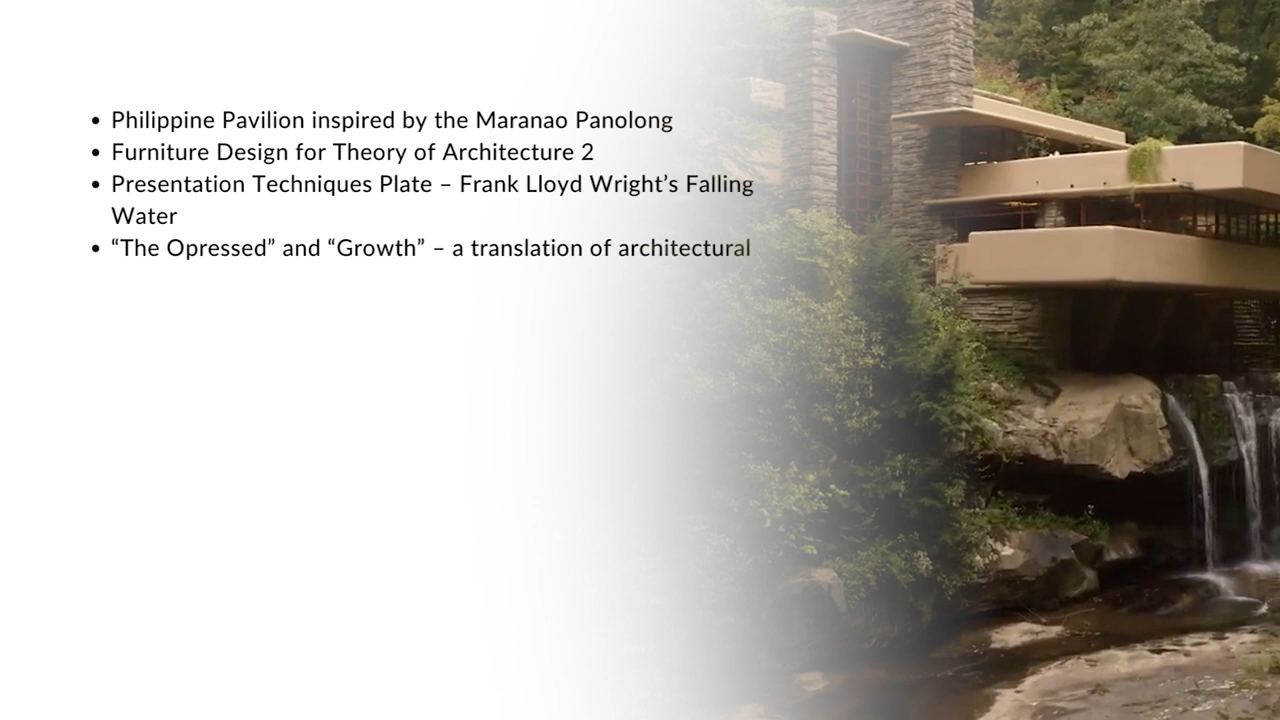 • Philippine Pavilion inspired by the Maranao Panolong
• Furniture Design for Theory of Architecture 2
• Presentation Techniques Plate – Frank Lloyd Wright’s Falling
Water
• “The Opressed” and “Growth” – a translation of architectural